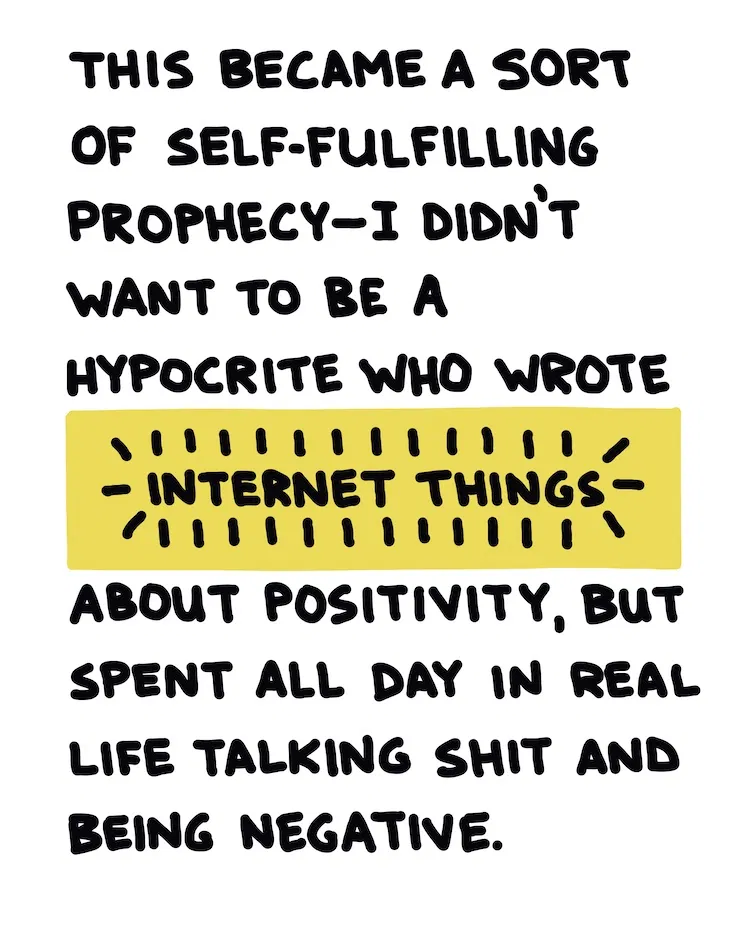 THIS BECAME A SORT
OF SELF-FULFILLING
PROPHECY—I DIDN'T
WANT TO BE A
HYPOCRITE WHO WROTE
INTERNET THINGS
ABOUT POSITIVITY, BUT
SPENT ALL DAY IN REAL
LIFE TALKING SHIT AND
BEING NEGATIVE.